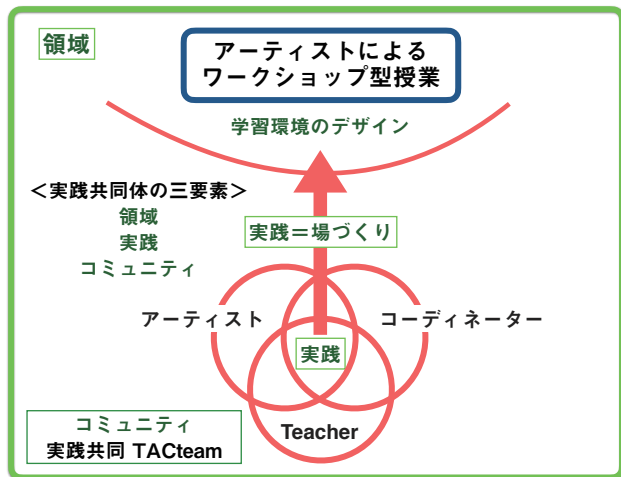 領域
アーティストによる
ワークショップ型授業
学習環境のデザイン
＜実践共同体の三要素＞
領域
実践
コミュニティ
実践＝場づくり
アーティスト
コーディネーター
実践
Teacher
コミュニティ
実践共同 TACteam